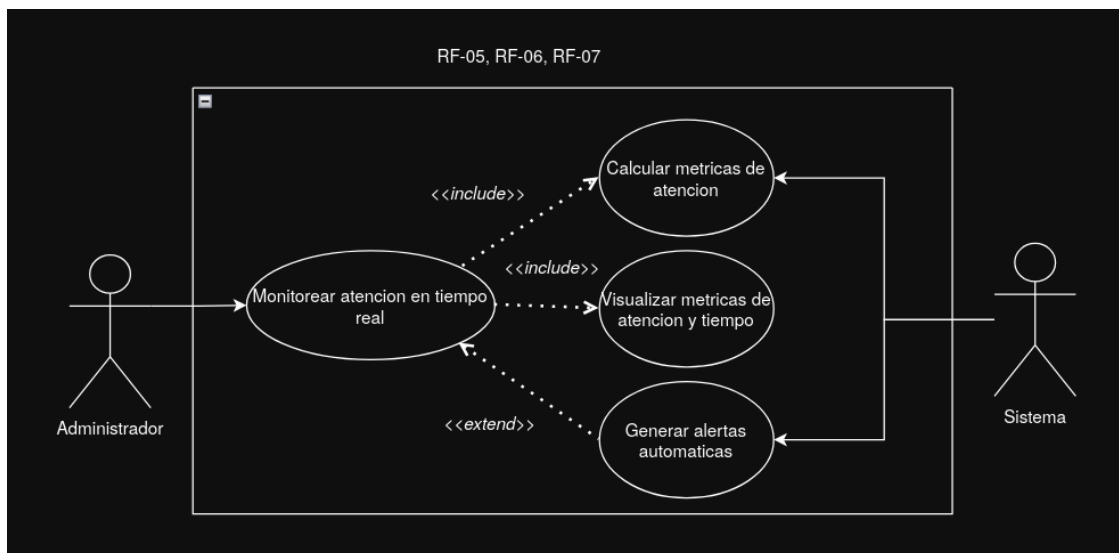 RF-05, RF-06, RF-07
Calcular metricas de
atencion
<<include>>
<<include>>
Monitorear atencion en tiempo
real
Visualizar metricas de
atencion y tiempo
<<extend>>
Generar alertas
automaticas
Administrador
Sistema